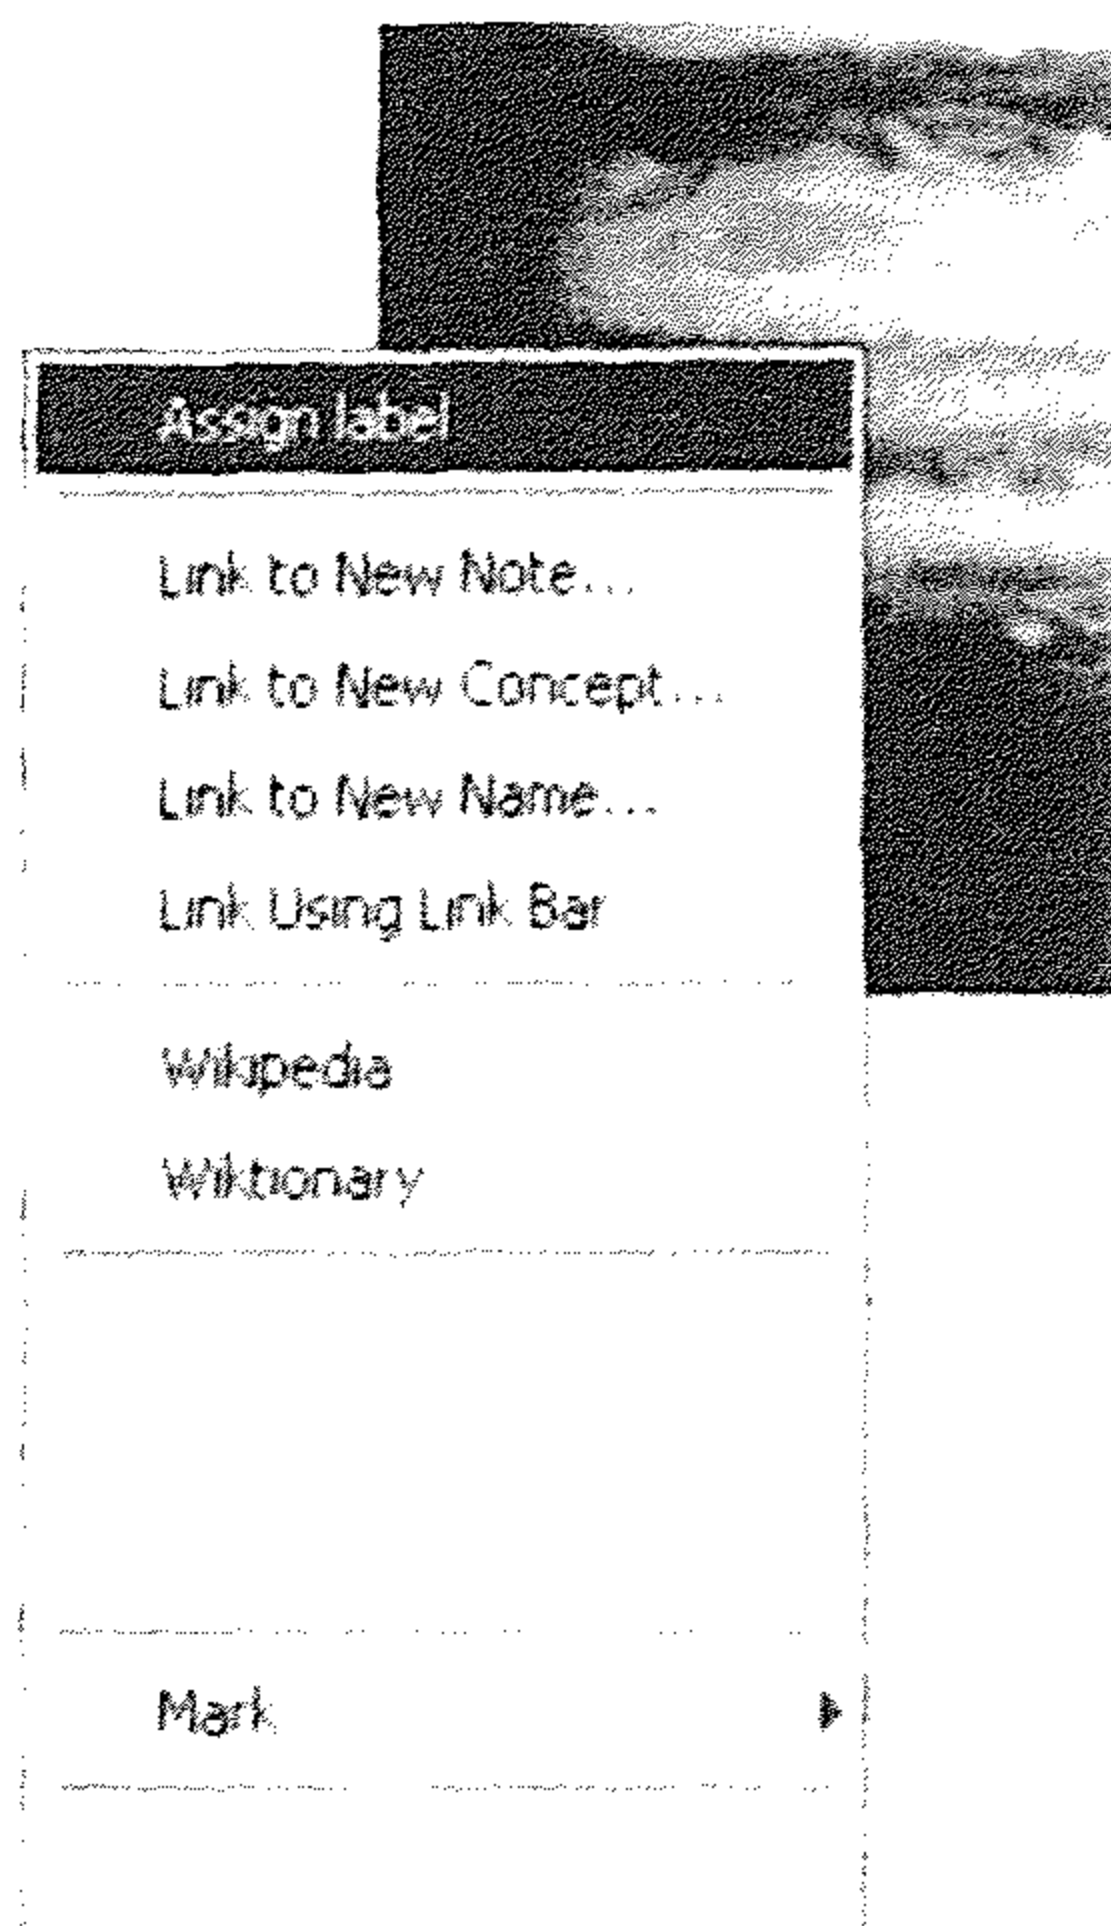 Assign label
Link to New Note...
Link to New Concept...
Link to New Name...
Link Using Link Bar
Wikipedia
Wiktionary
Mark